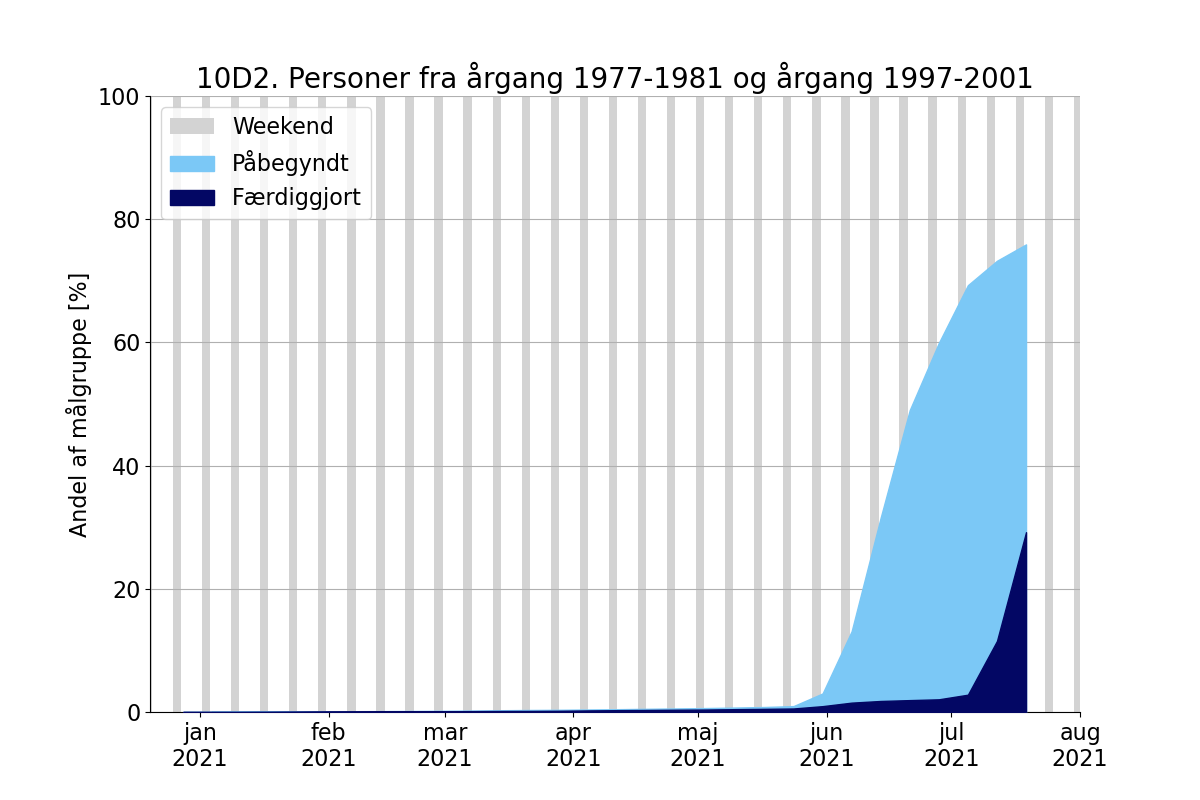 10D2. Personer fra årgang 1977-1981 og årgang 1997-2001
100
80
60
40
20
0
Andel af målgruppe [%]
Weekend
Påbegyndt
Færdiggjort
jan
2021
feb
2021
mar
2021
apr
2021
maj
2021
jun
2021
jul
2021
aug
2021